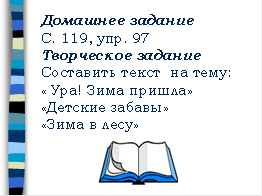 Домашнее задание
С. 119, упр. 97
Творческое задание
Составить текст на тему:
« Ура! Зима пришла»
«Детские забавы»
«Зима в лесу»